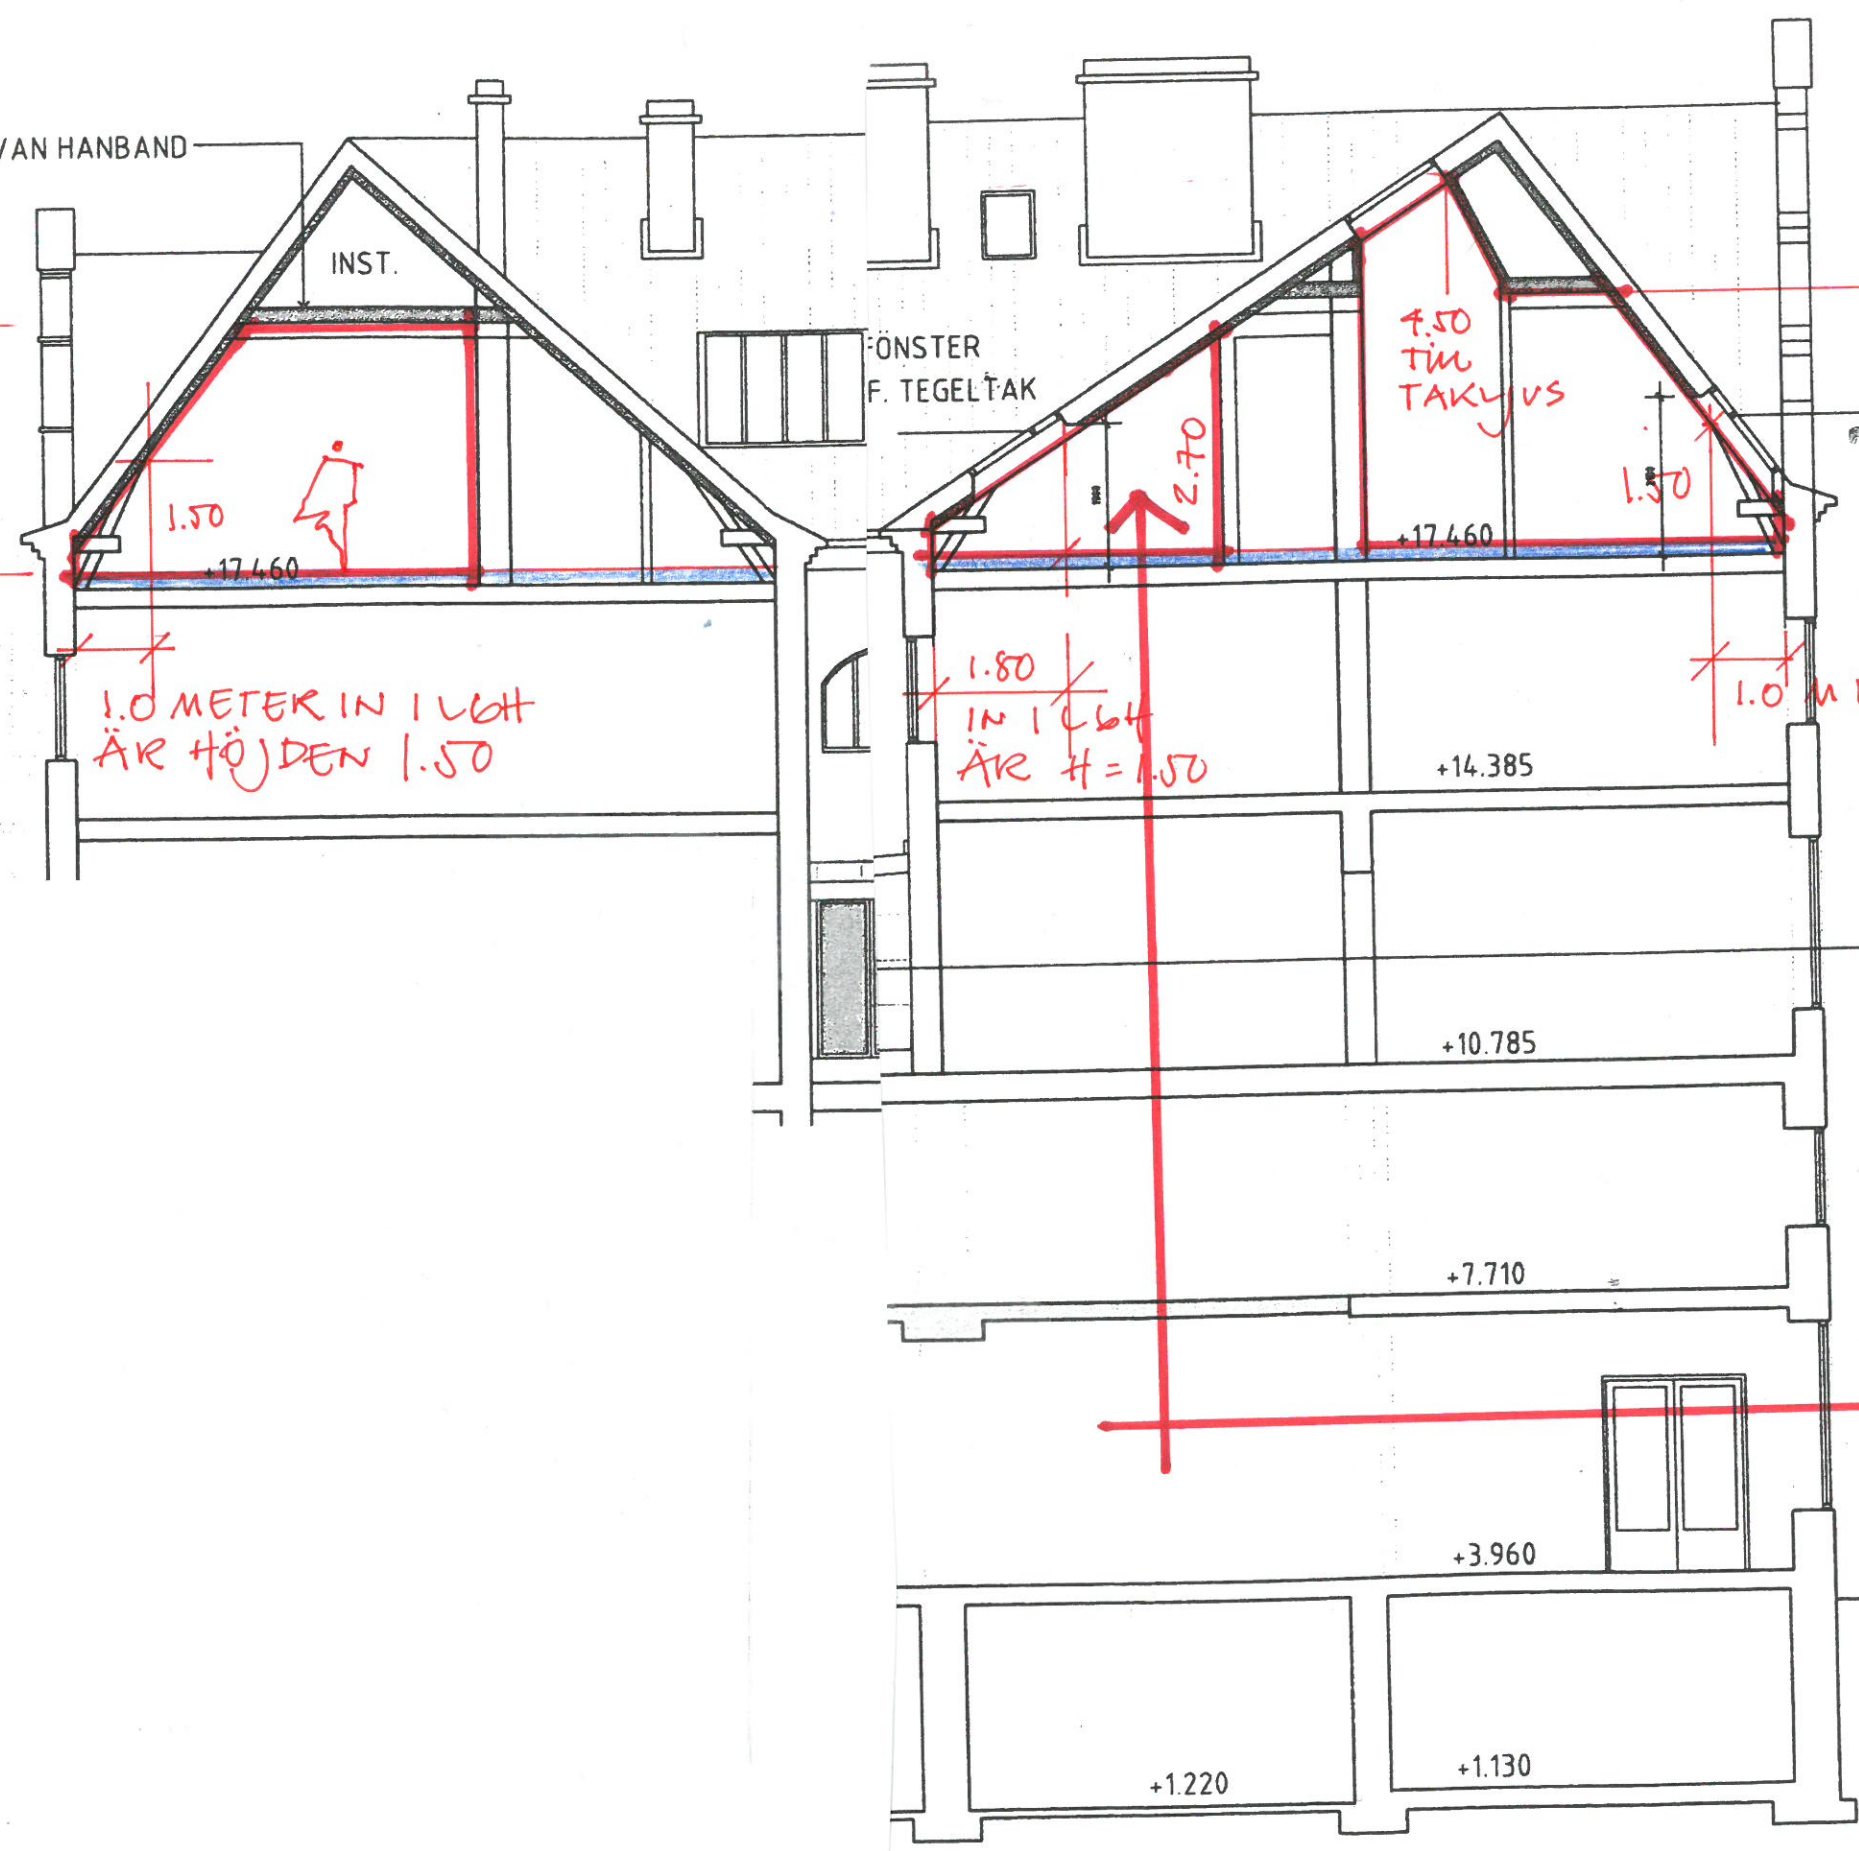 VAN HANBAND
INST.
1.50
+17.460
1.0 METER IN I LGH
ÄR HÖJDEN 1.50
FÖNSTER
F. TEGELTAK
2.70
4.50
TILL
TAKLJUS
1.50
+17.460
1.80
IN I LGH
ÄR H = 1.50
1.0 M I
+14.385
+10.785
+7.710
+3.960
+1.220
+1.130